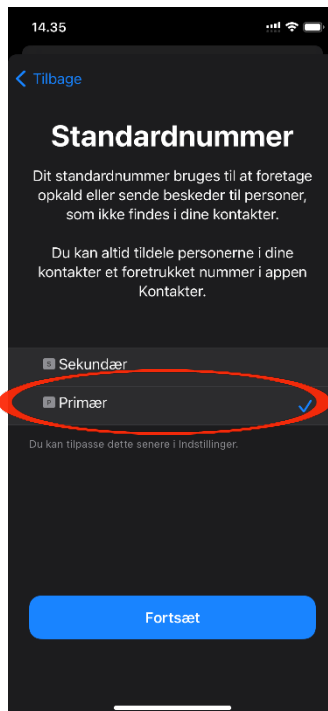 14.35
Tilbage
Standardnummer
Dit standardnummer bruges til at foretage
opkald eller sende beskeder til personer,
som ikke findes i dine kontakter.
Du kan altid tildele personerne i dine
kontakter et foretrukket nummer i appen
Kontakter.
S Sekundær
P Primær
Du kan tilpasse dette senere i Indstillinger.
Fortsæt